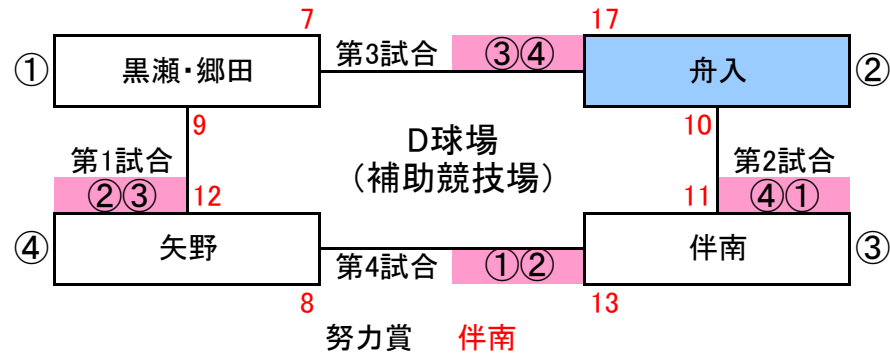 7 17
① 黒瀬・郷田 第3試合 ③④ 舟入 ②
9 D球場 10
第1試合 (補助競技場) 第2試合
②③ 12 11 ④①
④ 矢野 第4試合 ①② 伴南 ③
8 13
努力賞 伴南